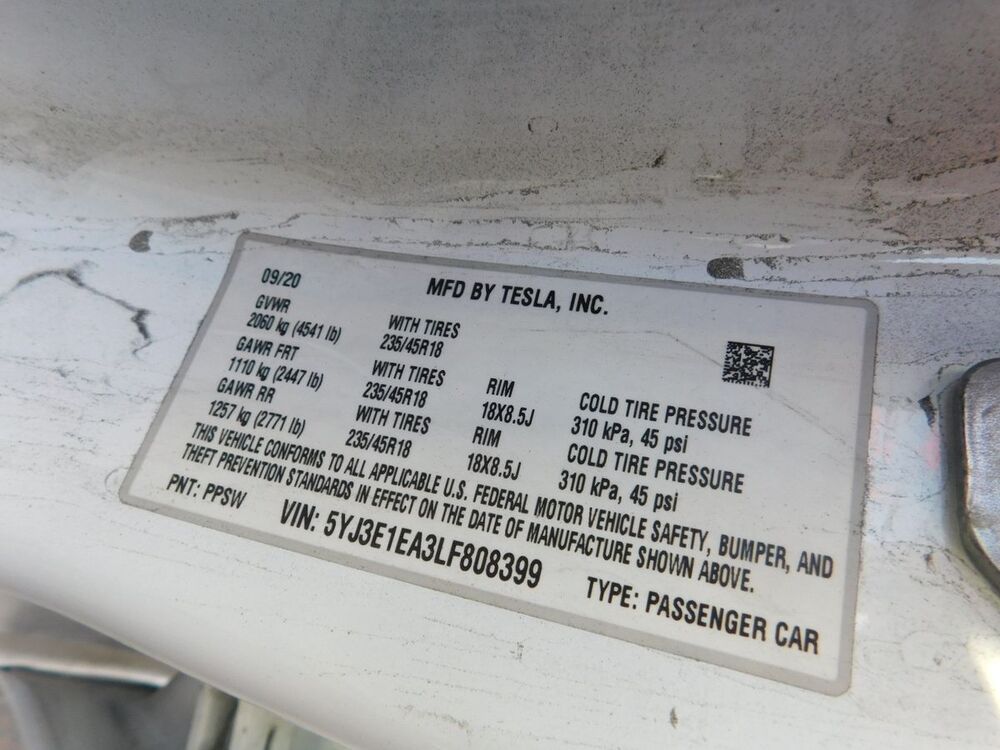 09/20 MFD BY TESLA, INC.
GVWR
2060 kg (4541 lb) WITH TIRES
235/45R18
GAWR FRT
1110 kg (2447 lb) WITH TIRES RIM COLD TIRE PRESSURE
235/45R18 18X8.5J 310 kPa, 45 psi
GAWR RR
1257 kg (2771 lb) WITH TIRES RIM COLD TIRE PRESSURE
235/45R18 18X8.5J 310 kPa, 45 psi
THIS VEHICLE CONFORMS TO ALL APPLICABLE U.S. FEDERAL MOTOR VEHICLE SAFETY, BUMPER, AND
THEFT PREVENTION STANDARDS IN EFFECT ON THE DATE OF MANUFACTURE SHOWN ABOVE.
PNT: PPSW VIN: 5YJ3E1EA3LF808399 TYPE: PASSENGER CAR